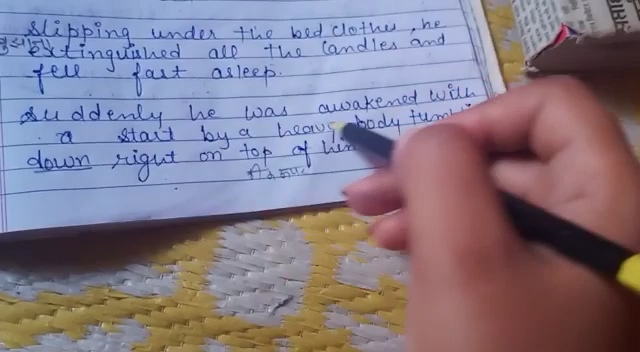 slipping under the bed clothes, he
extinguished all the candles and
fell fast asleep.
suddenly he was awakened with
a start by a heavy body
down right on top of him